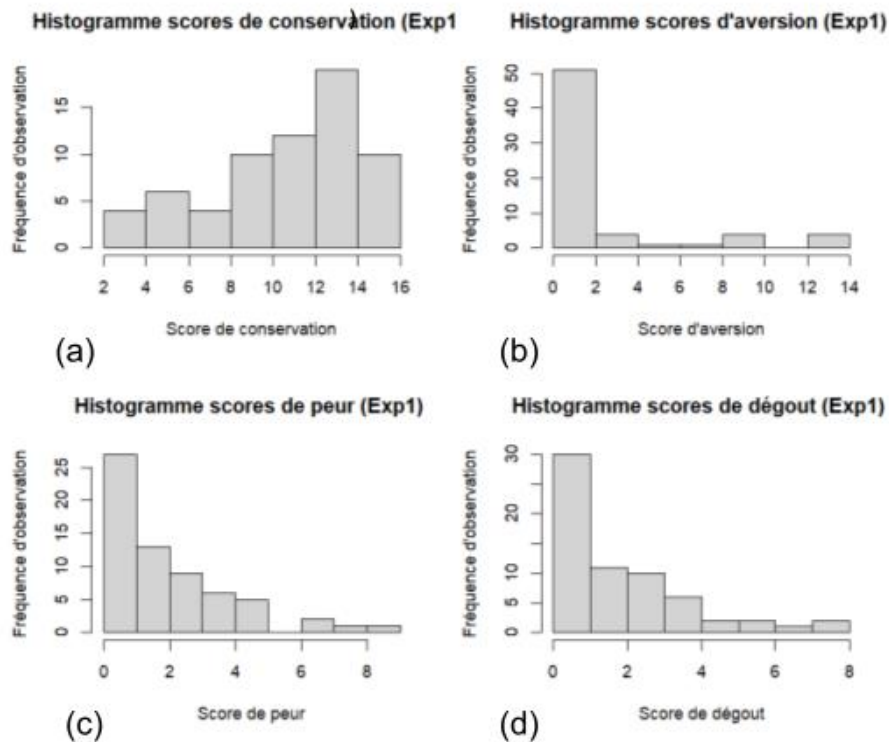 Histogramme scores de conservation (Exp1)
Fréquence d'observation
0 5 10 15
2 4 6 8 10 12 14 16
Score de conservation
(a)
Histogramme scores d'aversion (Exp1)
Fréquence d'observation
0 10 20 30 40 50
0 2 4 6 8 10 12 14
Score d'aversion
(b)
Histogramme scores de peur (Exp1)
Fréquence d'observation
0 5 10 15 20 25
0 2 4 6 8
Score de peur
(c)
Histogramme scores de dégout (Exp1)
Fréquence d'observation
0 5 10 20 30
0 2 4 6 8
Score de dégout
(d)